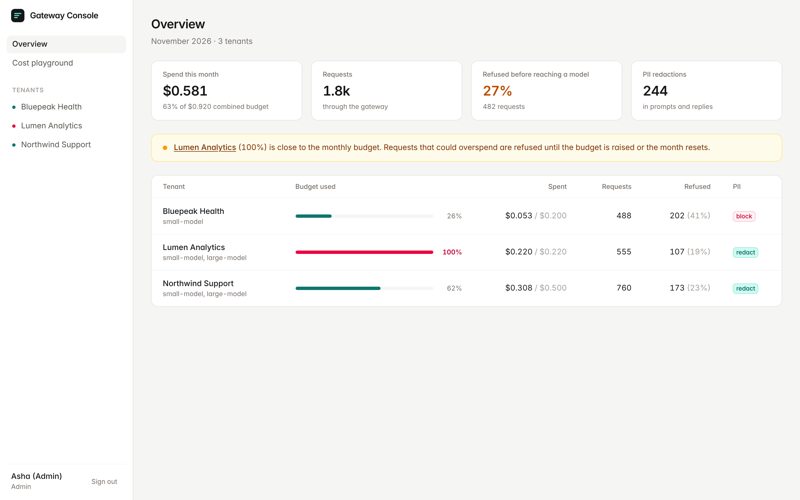 Gateway Console
Overview
Cost playground
TENANTS
Bluepeak Health
Lumen Analytics
Northwind Support
Asha (Admin)
Admin
Sign out
Overview
November 2026 · 3 tenants
Spend this month
$0.581
63% of $0.920 combined budget
Requests
1.8k
through the gateway
Refused before reaching a model
27%
482 requests
PII redactions
244
in prompts and replies
Lumen Analytics (100%) is close to the monthly budget. Requests that could overspend are refused until the budget is raised or the month resets.
Tenant Budget used Spent Requests Refused PII
Bluepeak Health
small-model
26% $0.053 / $0.200 488 202 (41%) block
Lumen Analytics
small-model, large-model
100% $0.220 / $0.220 555 107 (19%) redact
Northwind Support
small-model, large-model
62% $0.308 / $0.500 760 173 (23%) redact